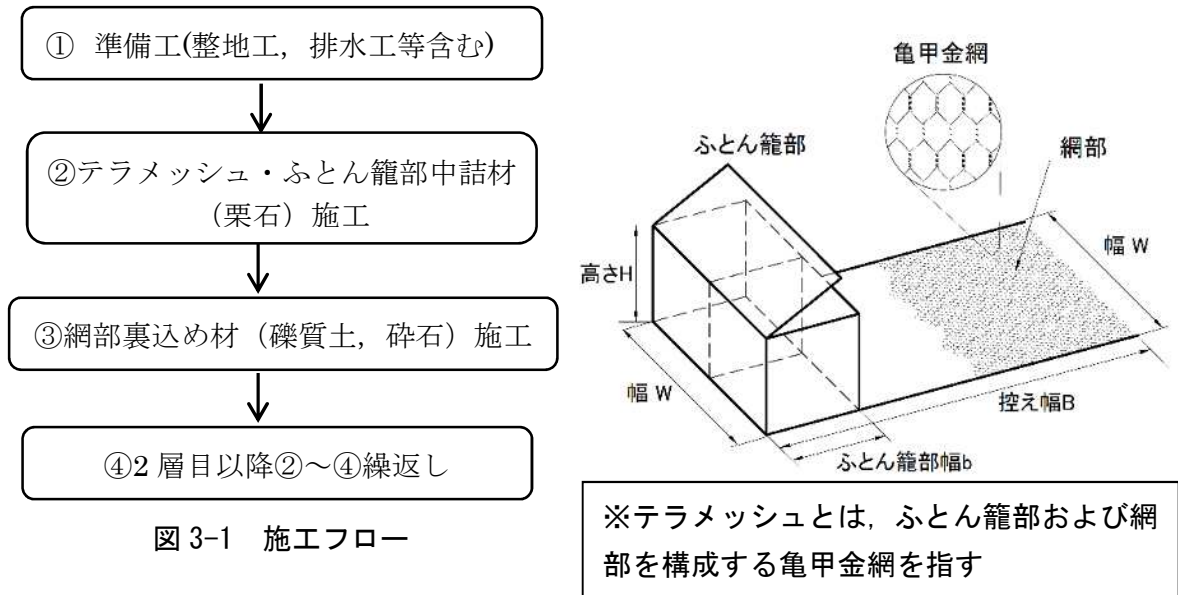 ① 準備工(整地工，排水工等含む)
②テラメッシュ・ふとん籠部中詰材
（栗石）施工
③網部裏込め材（礫質土，砕石）施工
④2 層目以降②～④繰返し
図 3-1　施工フロー
亀甲金網
ふとん籠部
網部
高さH
幅 W
幅 W
控え幅B
ふとん籠部幅b
※テラメッシュとは，ふとん籠部および網
部を構成する亀甲金網を指す